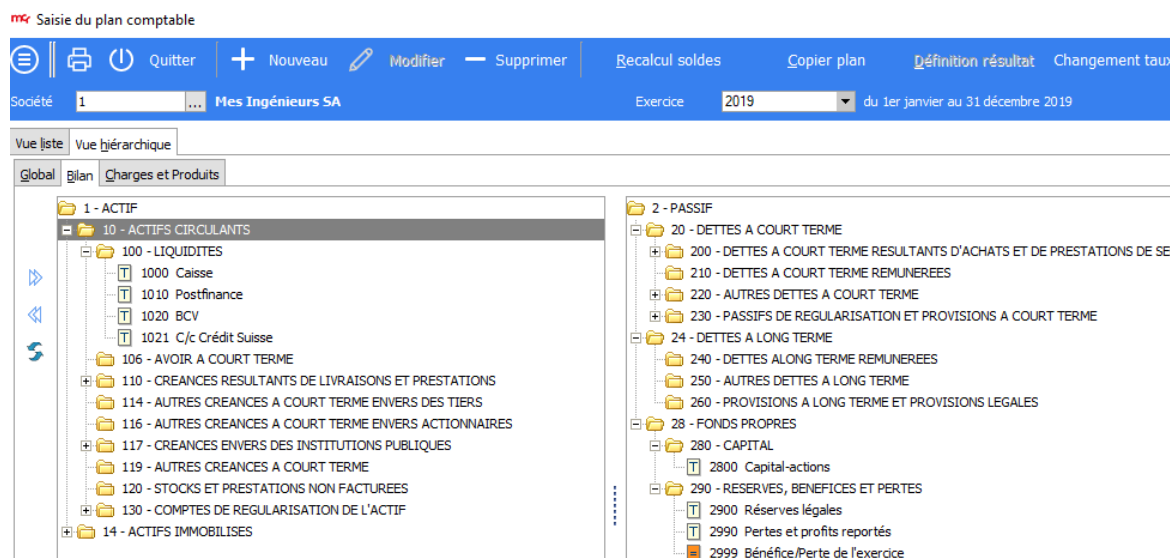 mcr Saisie du plan comptable
Quitter Nouveau Modifier Supprimer Recalcul soldes Copier plan Définition résultat Changement taux
Société 1 ... Mes Ingénieurs SA Exercice 2019 du 1er janvier au 31 décembre 2019
Vue liste Vue hiérarchique
Global Bilan Charges et Produits
1 - ACTIF
10 - ACTIFS CIRCULANTS
100 - LIQUIDITES
T 1000 Caisse
T 1010 Postfinance
T 1020 BCV
T 1021 C/c Crédit Suisse
106 - AVOIR A COURT TERME
110 - CREANCES RESULTANTS DE LIVRAISONS ET PRESTATIONS
114 - AUTRES CREANCES A COURT TERME ENVERS DES TIERS
116 - AUTRES CREANCES A COURT TERME ENVERS ACTIONNAIRES
117 - CREANCES ENVERS DES INSTITUTIONS PUBLIQUES
119 - AUTRES CREANCES A COURT TERME
120 - STOCKS ET PRESTATIONS NON FACTUREES
130 - COMPTES DE REGULARISATION DE L'ACTIF
14 - ACTIFS IMMOBILISES
2 - PASSIF
20 - DETTES A COURT TERME
200 - DETTES A COURT TERME RESULTANTS D'ACHATS ET DE PRESTATIONS DE SE
210 - DETTES A COURT TERME REMUNEREES
220 - AUTRES DETTES A COURT TERME
230 - PASSIFS DE REGULARISATION ET PROVISIONS A COURT TERME
24 - DETTES A LONG TERME
240 - DETTES ALONG TERME REMUNEREES
250 - AUTRES DETTES A LONG TERME
260 - PROVISIONS A LONG TERME ET PROVISIONS LEGALES
28 - FONDS PROPRES
280 - CAPITAL
T 2800 Capital-actions
290 - RESERVES, BENEFICES ET PERTES
T 2900 Réserves légales
T 2990 Pertes et profits reportés
= 2999 Bénéfice/Perte de l'exercice